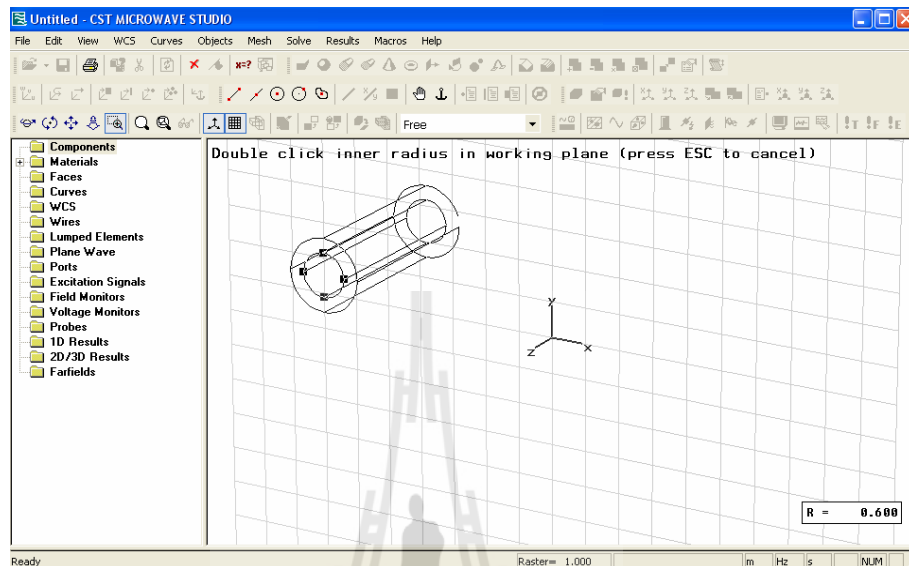 Untitled - CST MICROWAVE STUDIO
File Edit View WCS Curves Objects Mesh Solve Results Macros Help
x=?
Free
Components
Materials
Faces
Curves
WCS
Wires
Lumped Elements
Plane Wave
Ports
Excitation Signals
Field Monitors
Voltage Monitors
Probes
1D Results
2D/3D Results
Farfields
Double click inner radius in working plane (press ESC to cancel)
y
z x
R = 0.600
Ready Raster= 1.000 m Hz s NUM